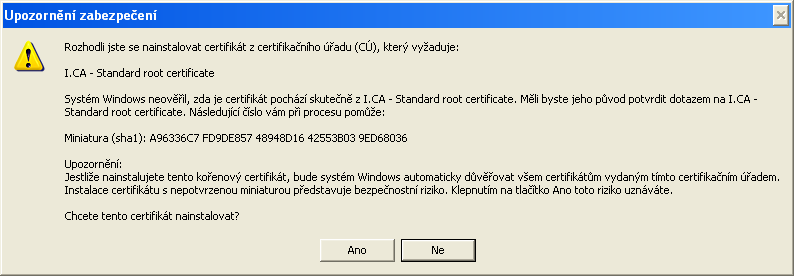 Upozornění zabezpečení
Rozhodli jste se nainstalovat certifikát z certifikačního úřadu (CÚ), který vyžaduje:
I.CA - Standard root certificate
Systém Windows neověřil, zda je certifikát pochází skutečně z I.CA - Standard root certificate. Měli byste jeho původ potvrdit dotazem na I.CA -
Standard root certificate. Následující číslo vám při procesu pomůže:
Miniatura (sha1): A96336C7 FD9DE857 48948D16 42553B03 9ED68036
Upozornění:
Jestliže nainstalujete tento kořenový certifikát, bude systém Windows automaticky důvěřovat všem certifikátům vydaným tímto certifikačním úřadem.
Instalace certifikátu s nepotvrzenou miniaturou představuje bezpečnostní riziko. Klepnutím na tlačítko Ano toto riziko uznáváte.
Chcete tento certifikát nainstalovat?
Ano
Ne